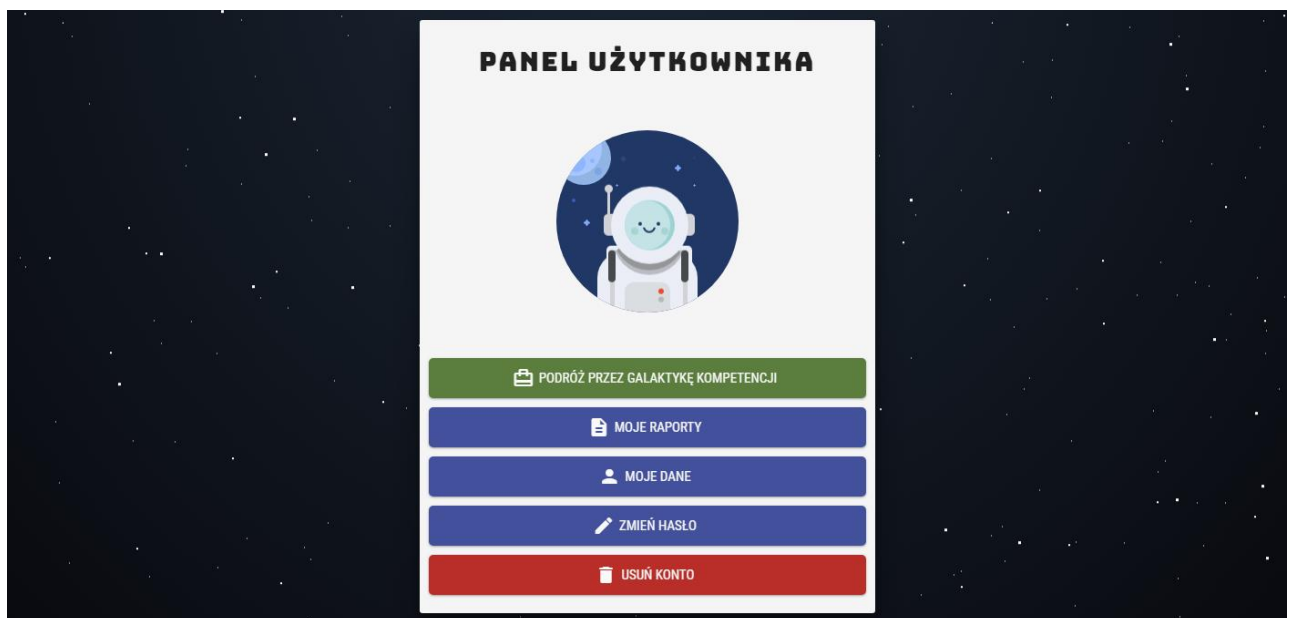 PANEL UŻYTKOWNIKA
PODRÓŻ PRZEZ GALAKTYKĘ KOMPETENCJI
MOJE RAPORTY
MOJE DANE
ZMIEŃ HASŁO
USUŃ KONTO